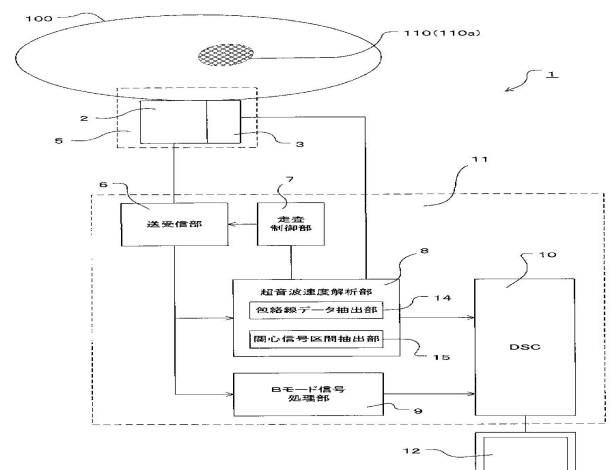 100
110(110a)
1
2
5
3
11
6
7
送受信部
走査
制御部
8
10
超音波速度解析部
包絡線データ抽出部
14
関心信号区間抽出部
15
DSC
Bモード信号
処理部
9
12